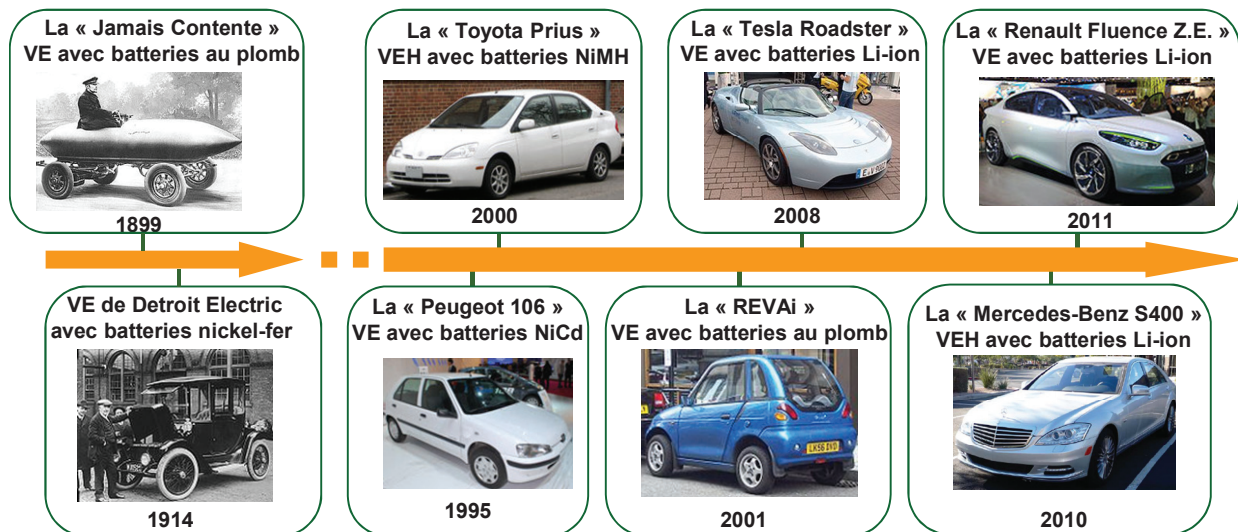 La « Jamais Contente »
VE avec batteries au plomb
1899
La « Toyota Prius »
VEH avec batteries NiMH
2000
La « Tesla Roadster »
VE avec batteries Li-ion
2008
La « Renault Fluence Z.E. »
VE avec batteries Li-ion
2011
VE de Detroit Electric
avec batteries nickel-fer
1914
La « Peugeot 106 »
VE avec batteries NiCd
1995
La « REVAi »
VE avec batteries au plomb
LK56 DVD
2001
La « Mercedes-Benz S400 »
VEH avec batteries Li-ion
2010